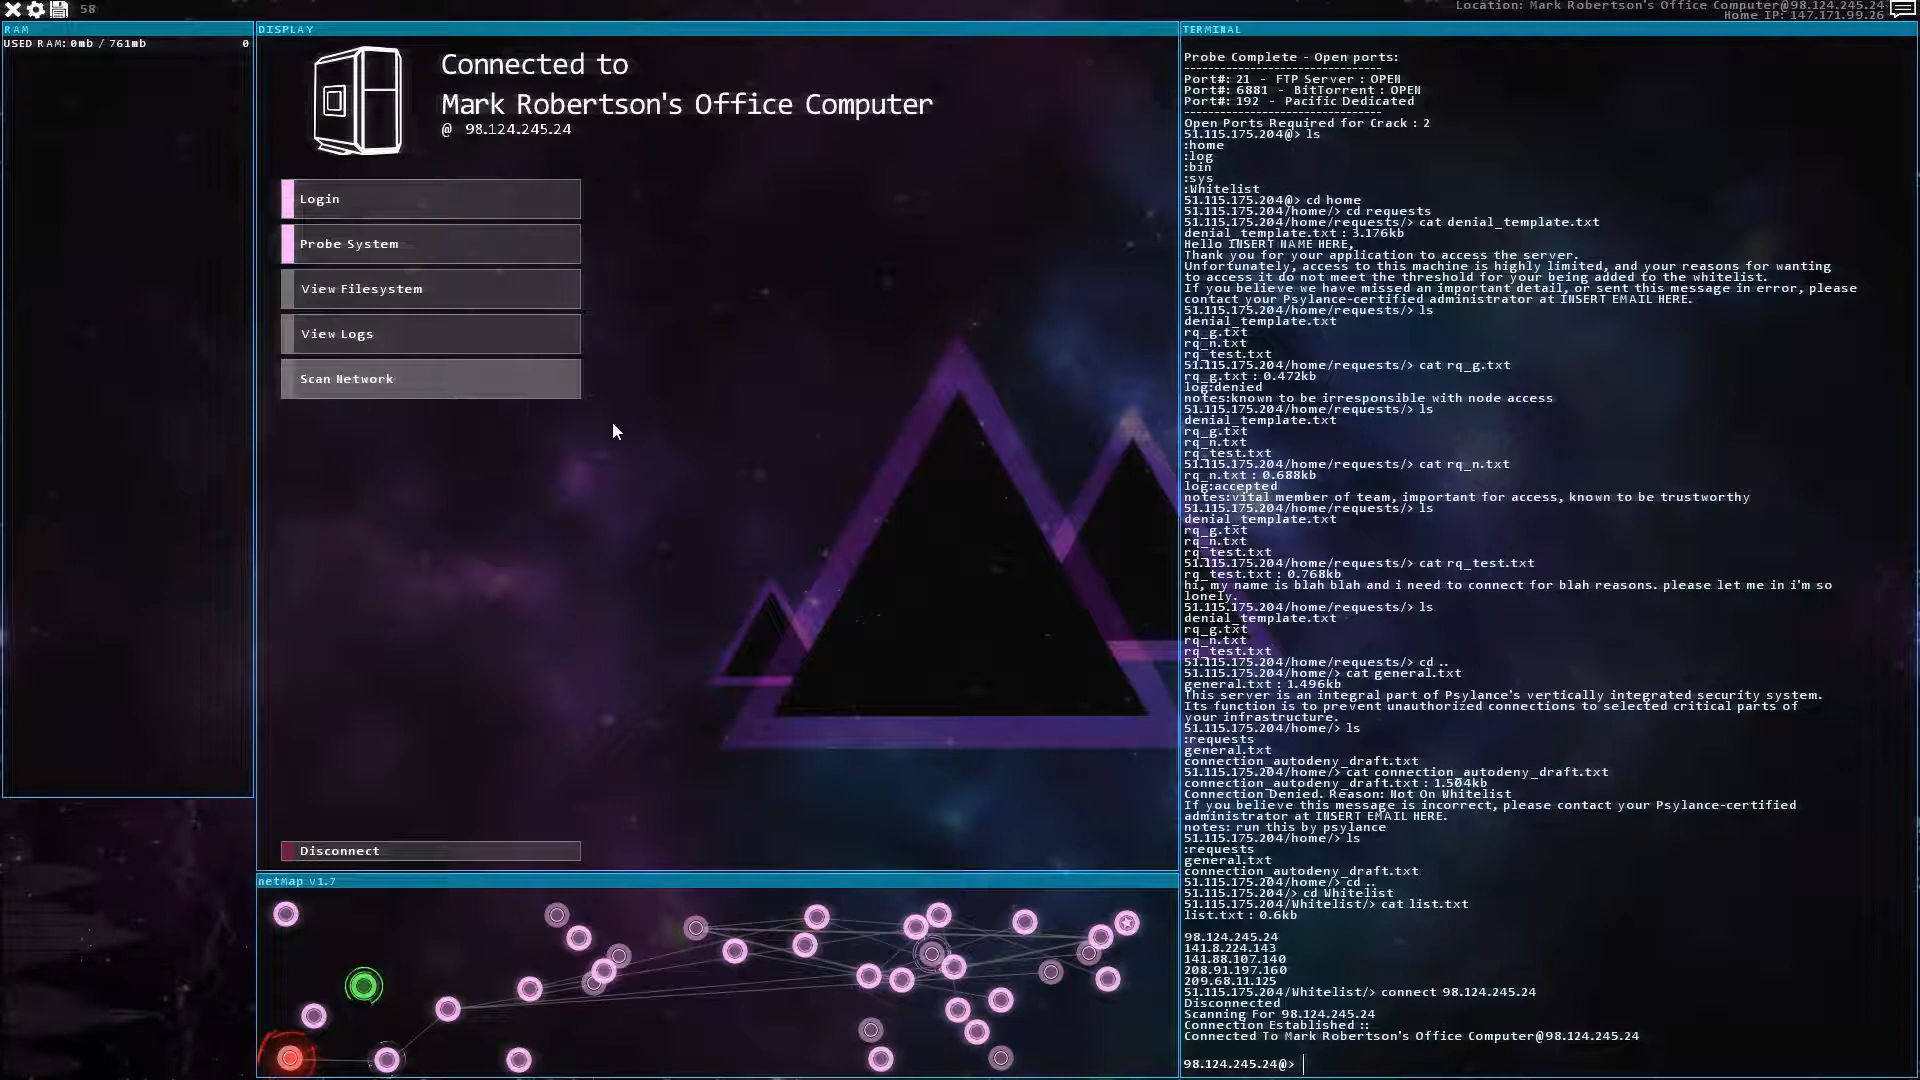 58
Location: Mark Robertson's Office Computer@98.124.245.24
Home IP: 147.171.99.26
RAM
USED RAM: 0mb / 761mb 0
DISPLAY
Connected to
Mark Robertson's Office Computer
@ 98.124.245.24
Login
Probe System
View Filesystem
View Logs
Scan Network
Disconnect
netMap v1.7
TERMINAL
Probe Complete - Open ports:
---------------------------------
Port#: 21 - FTP Server : OPEN
Port#: 6881 - BitTorrent : OPEN
Port#: 192 - Pacific Dedicated
---------------------------------
Open Ports Required for Crack : 2
51.115.175.204@> ls
:home
:log
:bin
:sys
:Whitelist
51.115.175.204@> cd home
51.115.175.204/home/> cd requests
51.115.175.204/home/requests/> cat denial_template.txt
denial_template.txt : 3.176kb
Hello INSERT NAME HERE,
Thank you for your application to access the server.
Unfortunately, access to this machine is highly limited, and your reasons for wanting
to access it do not meet the threshold for your being added to the whitelist.
If you believe we have missed an important detail, or sent this message in error, please
contact your Psylance-certified administrator at INSERT EMAIL HERE.
51.115.175.204/home/requests/> ls
denial_template.txt
rq_g.txt
rq_n.txt
rq_test.txt
51.115.175.204/home/requests/> cat rq_g.txt
rq_g.txt : 0.472kb
log:denied
notes:known to be irresponsible with node access
51.115.175.204/home/requests/> ls
denial_template.txt
rq_g.txt
rq_n.txt
rq_test.txt
51.115.175.204/home/requests/> cat rq_n.txt
rq_n.txt : 0.688kb
log:accepted
notes:vital member of team, important for access, known to be trustworthy
51.115.175.204/home/requests/> ls
denial_template.txt
rq_g.txt
rq_n.txt
rq_test.txt
51.115.175.204/home/requests/> cat rq_test.txt
rq_test.txt : 0.768kb
hi, my name is blah blah and i need to connect for blah reasons. please let me in i'm so
lonely.
51.115.175.204/home/requests/> ls
denial_template.txt
rq_g.txt
rq_n.txt
rq_test.txt
51.115.175.204/home/requests/> cd ..
51.115.175.204/home/> cat general.txt
general.txt : 1.496kb
This server is an integral part of Psylance's vertically integrated security system.
Its function is to prevent unauthorized connections to selected critical parts of
your infrastructure.
51.115.175.204/home/> ls
:requests
general.txt
connection_autodeny_draft.txt
51.115.175.204/home/> cat connection_autodeny_draft.txt
connection_autodeny_draft.txt : 1.504kb
Connection Denied. Reason: Not On Whitelist
If you believe this message is incorrect, please contact your Psylance-certified
administrator at INSERT EMAIL HERE.
notes: run this by psylance
51.115.175.204/home/> ls
:requests
general.txt
connection_autodeny_draft.txt
51.115.175.204/home/> cd ..
51.115.175.204/> cd Whitelist
51.115.175.204/Whitelist/> cat list.txt
list.txt : 0.6kb
98.124.245.24
141.8.224.143
141.88.107.140
208.91.197.160
209.68.11.125
51.115.175.204/Whitelist/> connect 98.124.245.24
Disconnected
Scanning For 98.124.245.24
Connection Established ::
Connected To Mark Robertson's Office Computer@98.124.245.24
98.124.245.24@>